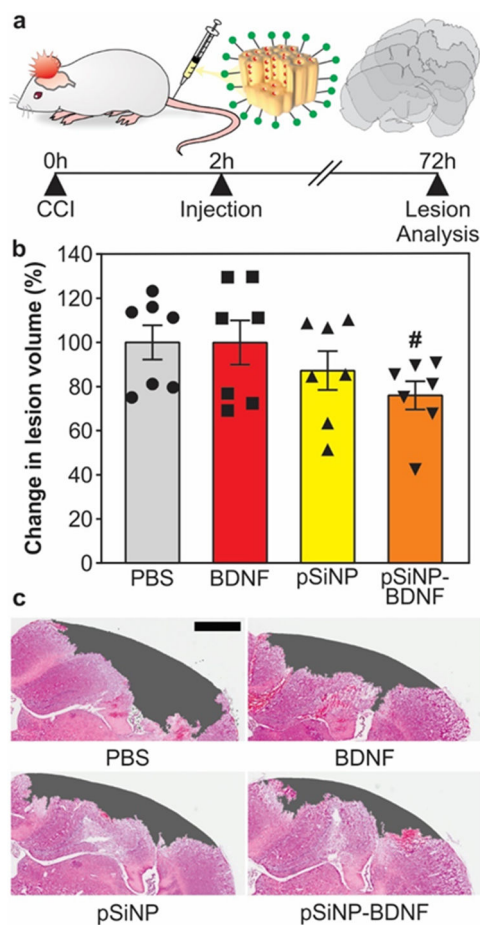 a
0h 2h 72h
CCI Injection Lesion
Analysis
b
Change in lesion volume (%)
140
120
100
80
60
40
20
0
#
PBS BDNF pSiNP pSiNP-
BDNF
c
PBS BDNF
pSiNP pSiNP-BDNF